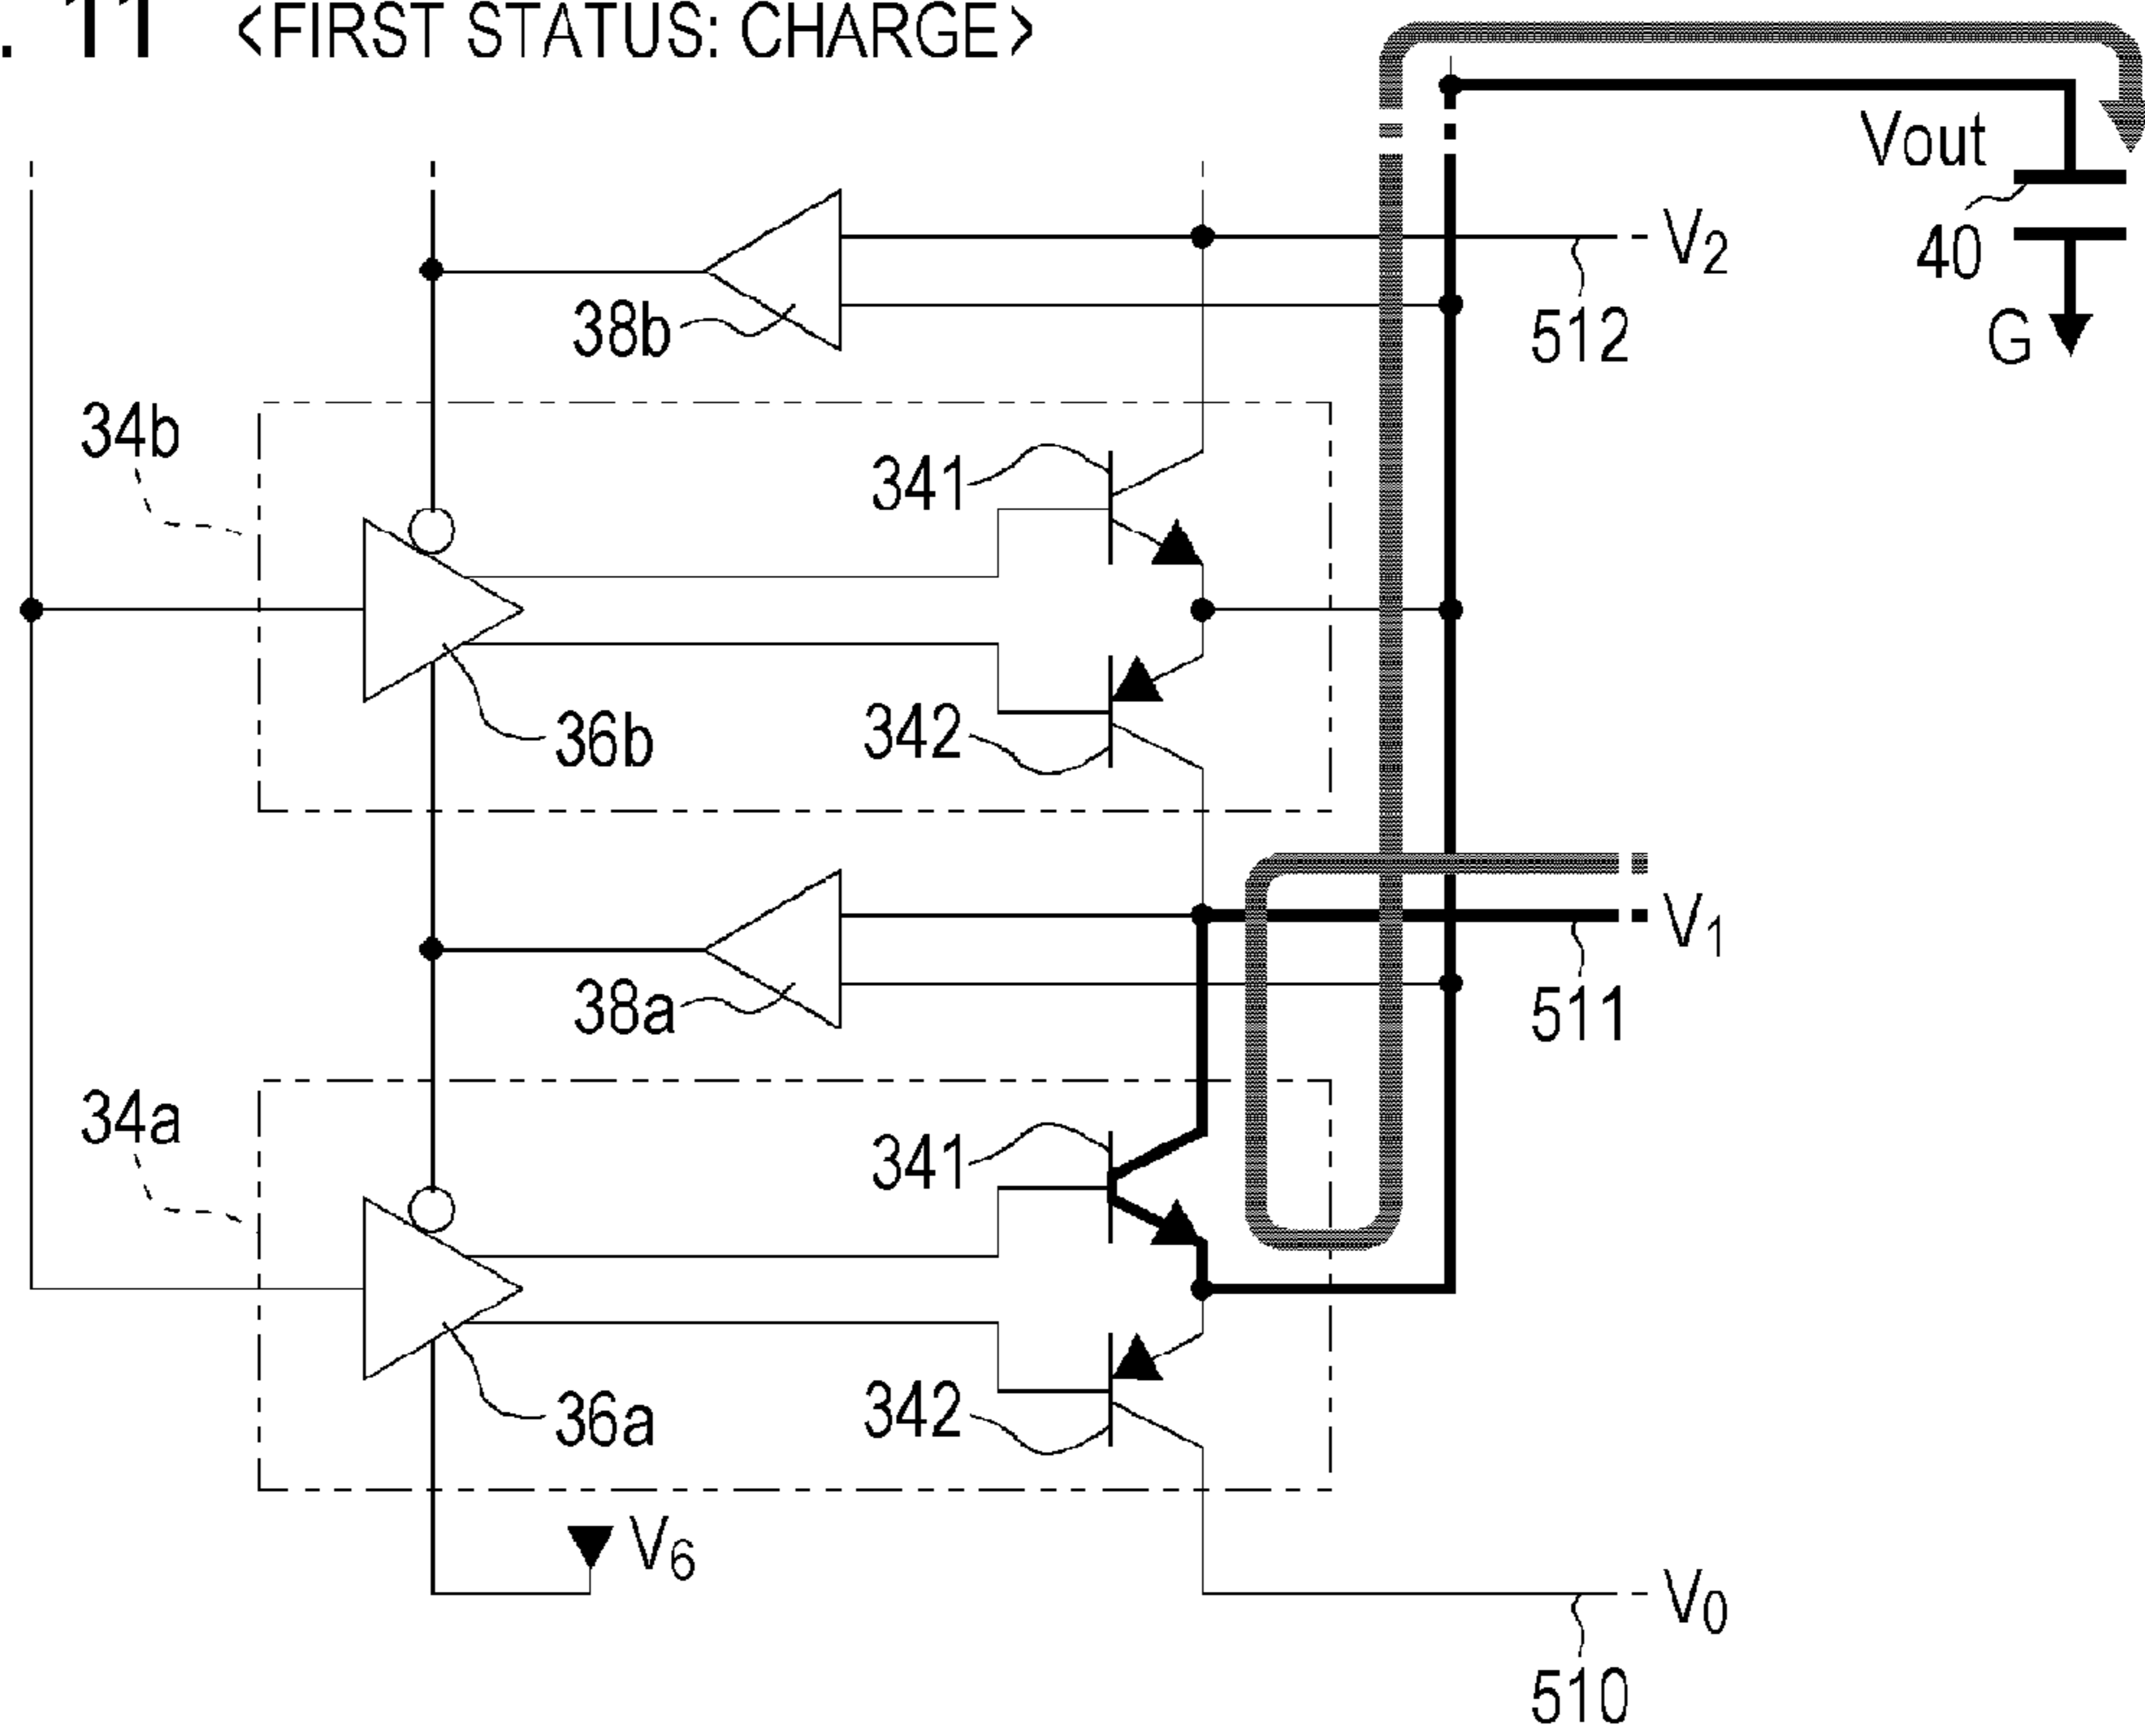 . 11 <FIRST STATUS: CHARGE>
Vout
40
G
V2
512
38b
34b
341
36b
342
V1
511
38a
34a
341
36a
342
V6
V0
510